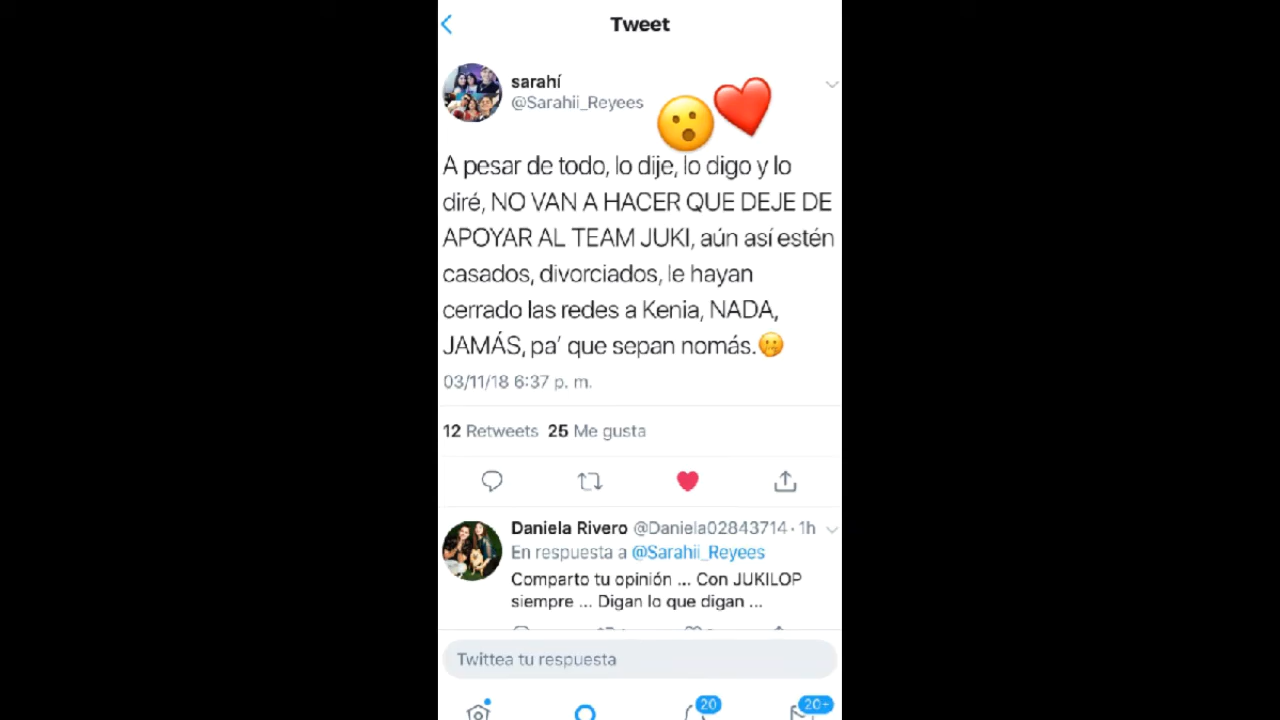 Tweet
sarahí
@Sarahii_Reyees
A pesar de todo, lo dije, lo digo y lo
diré, NO VAN A HACER QUE DEJE DE
APOYAR AL TEAM JUKI, aún así estén
casados, divorciados, le hayan
cerrado las redes a Kenia, NADA,
JAMÁS, pa' que sepan nomás.🤭
03/11/18 6:37 p. m.
12 Retweets 25 Me gusta
Daniela Rivero @Daniela02843714 · 1h
En respuesta a @Sarahii_Reyees
Comparto tu opinión ... Con JUKILOP
siempre ... Digan lo que digan ...
Twittea tu respuesta
20 20+